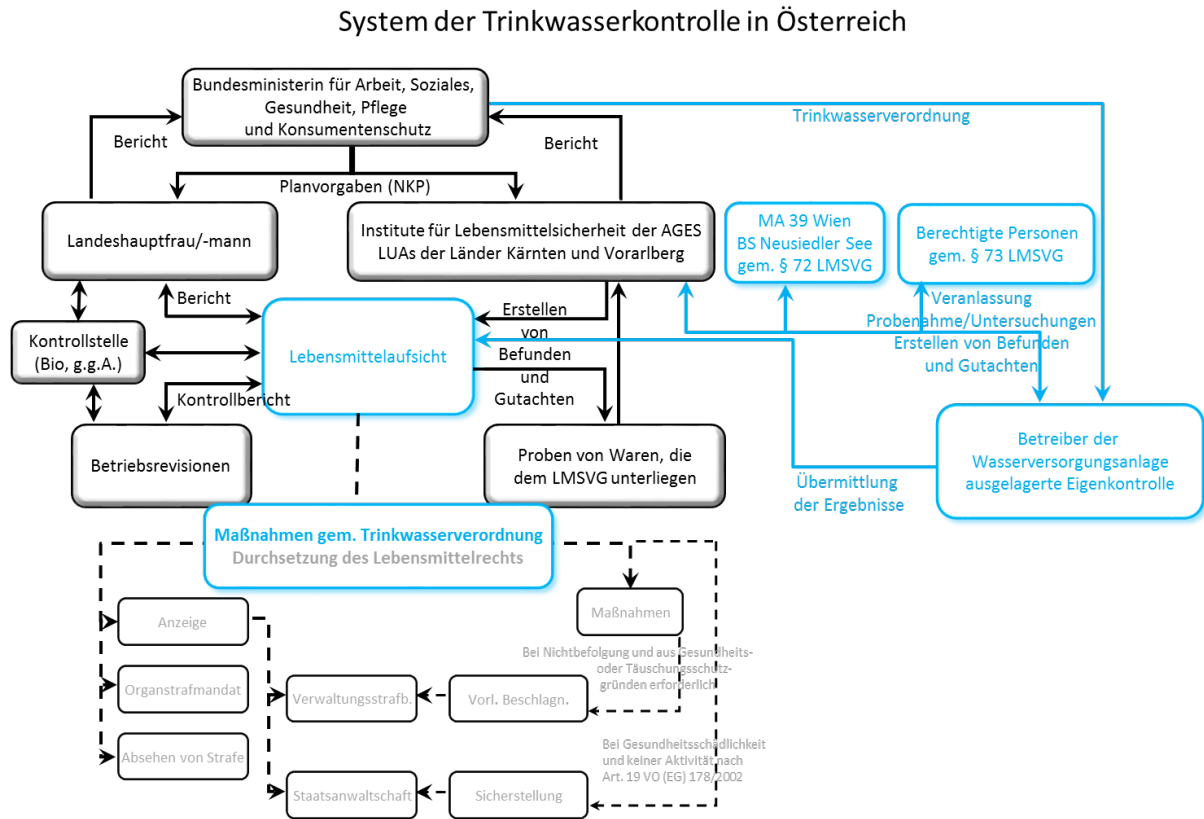 System der Trinkwasserkontrolle in Österreich
Bundesministerin für Arbeit, Soziales,
Gesundheit, Pflege
und Konsumentenschutz
Trinkwasserverordnung
Bericht
Bericht
Planvorgaben (NKP)
Landeshauptfrau/-mann
Institute für Lebensmittelsicherheit der AGES
LUAs der Länder Kärnten und Vorarlberg
MA 39 Wien
BS Neusiedler See
gem. § 72 LMSVG
Berechtigte Personen
gem. § 73 LMSVG
Bericht
Erstellen
von
Befunden
und
Gutachten
Veranlassung
Probenahme/Untersuchungen
Erstellen von Befunden
und Gutachten
Kontrollstelle
(Bio, g.g.A.)
Lebensmittelaufsicht
Kontrollbericht
Betriebsrevisionen
Proben von Waren, die
dem LMSVG unterliegen
Betreiber der
Wasserversorgungsanlage
ausgelagerte Eigenkontrolle
Übermittlung
der Ergebnisse
Maßnahmen gem. Trinkwasserverordnung
Durchsetzung des Lebensmittelrechts
Anzeige
Maßnahmen
Bei Nichtbefolgung und aus Gesundheits-
oder Täuschungsschutz-
gründen erforderlich
Organstrafmandat
Verwaltungsstrafb.
Vorl. Beschlagn.
Absehen von Strafe
Bei Gesundheitsschädlichkeit
und keiner Aktivität nach
Art. 19 VO (EG) 178/2002
Staatsanwaltschaft
Sicherstellung